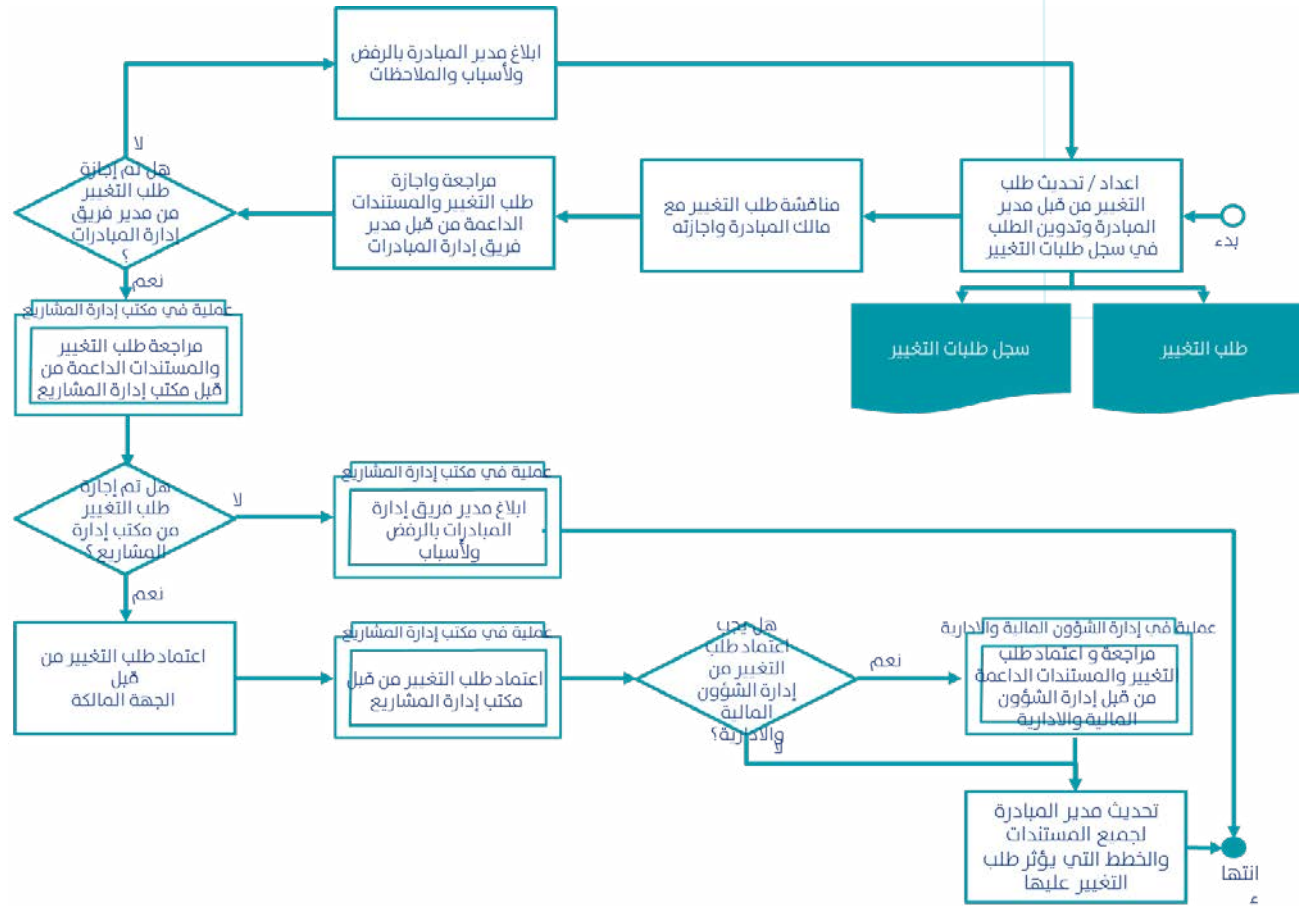 ابلاغ مدير المبادرة بالرفض
ولأسباب والملاحظات
بدء
اعداد / تحديث طلب
التغيير من قبل مدير
المبادرة وتدوين الطلب
في سجل طلبات التغيير
مناقشة طلب التغيير مع
مالك المبادرة واجازته
مراجعة واجازة
طلب التغيير والمستندات
الداعمة من قبل مدير
فريق إدارة المبادرات
لا
هل تم إجازة
طلب التغيير
من مدير فريق
إدارة المبادرات
؟
نعم
طلب التغيير
سجل طلبات التغيير
عملية في مكتب إدارة المشاريع
مراجعة طلب التغيير
والمستندات الداعمة من
قبل مكتب إدارة المشاريع
هل تم إجازة
طلب التغيير
من مكتب إدارة
المشاريع؟
لا
نعم
عملية في مكتب إدارة المشاريع
ابلاغ مدير فريق إدارة
المبادرات بالرفض
ولأسباب
اعتماد طلب التغيير من
قبل
الجهة المالكة
عملية في مكتب إدارة المشاريع
اعتماد طلب التغيير من قبل
مكتب إدارة المشاريع
هل يجب
اعتماد طلب
التغيير من
إدارة الشؤون
المالية
والادارية؟
نعم
لا
عملية في إدارة الشؤون المالية والادارية
مراجعة و اعتماد طلب
التغيير والمستندات الداعمة
من قبل إدارة الشؤون
المالية والادارية
تحديث مدير المبادرة
لجميع المستندات
والخطط التي يؤثر طلب
التغيير عليها
انتها
ء